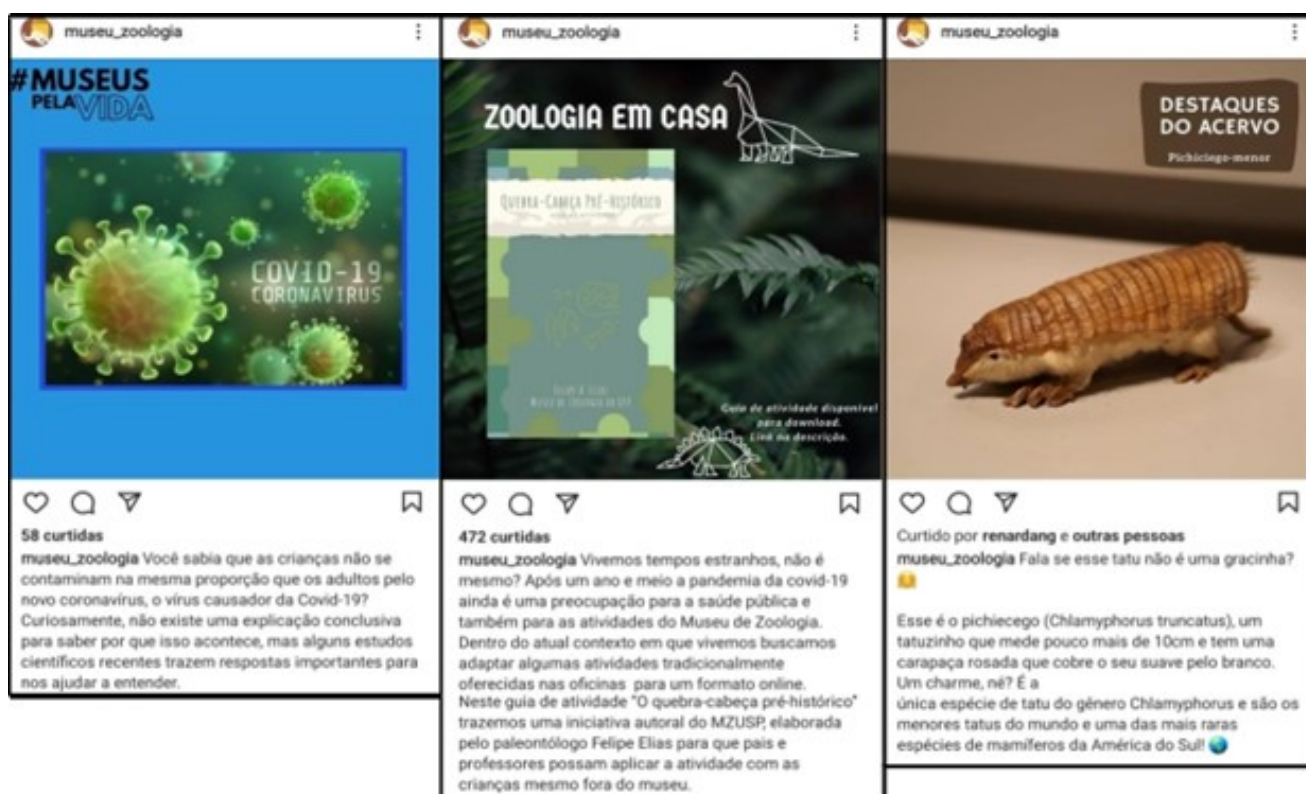 museu_zoologia
#MUSEUS
PELAVIDA
COVID-19
CORONAVIRUS
58 curtidas
museu_zoologia Você sabia que as crianças não se
contaminam na mesma proporção que os adultos pelo
novo coronavírus, o vírus causador da Covid-19?
Curiosamente, não existe uma explicação conclusiva
para saber por que isso acontece, mas alguns estudos
científicos recentes trazem respostas importantes para
nos ajudar a entender.
museu_zoologia
ZOOLOGIA EM CASA
QUEBRA-CABEÇA PRÉ-HISTÓRICO
Guia de atividade disponível
para download.
Link na descrição.
472 curtidas
museu_zoologia Vivemos tempos estranhos, não é
mesmo? Após um ano e meio a pandemia da covid-19
ainda é uma preocupação para a saúde pública e
também para as atividades do Museu de Zoologia.
Dentro do atual contexto em que vivemos buscamos
adaptar algumas atividades tradicionalmente
oferecidas nas oficinas para um formato online.
Neste guia de atividade "O quebra-cabeça pré-histórico"
trazemos uma iniciativa autoral do MZUSP, elaborada
pelo paleontólogo Felipe Elias para que pais e
professores possam aplicar a atividade com as
crianças mesmo fora do museu.
museu_zoologia
DESTAQUES
DO ACERVO
Pichiciego-menor
Curtido por renardang e outras pessoas
museu_zoologia Fala se esse tatu não é uma gracinha?
Esse é o pichiecego (Chlamyphorus truncatus), um
tatuzinho que mede pouco mais de 10cm e tem uma
carapaça rosada que cobre o seu suave pelo branco.
Um charme, né? É a
única espécie de tatu do gênero Chlamyphorus e são os
menores tatus do mundo e uma das mais raras
espécies de mamíferos da América do Sul!